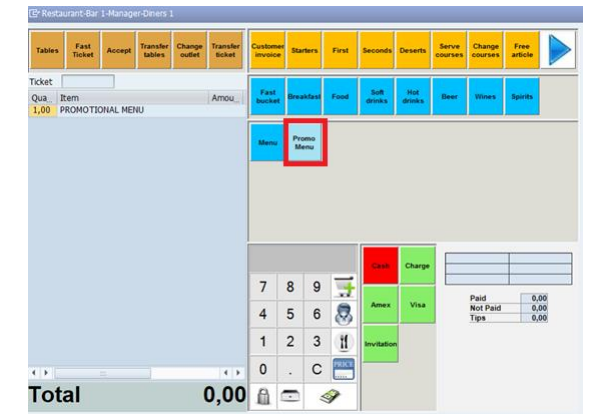 Restaurant-Bar 1-Manager-Diners 1
Tables
Fast Ticket
Accept
Transfer tables
Change outlet
Transfer ticket
Customer invoice
Starters
First
Seconds
Deserts
Serve courses
Change courses
Free article
Ticket
Qua_ Item Amou_
1,00 PROMOTIONAL MENU
Fast bucket
Breakfast
Food
Soft drinks
Hot drinks
Beer
Wines
Spirits
Menu
Promo Menu
Cash
Charge
Amex
Visa
Invitation
7 8 9
4 5 6
1 2 3
0 . C PRICE
Paid 0,00
Not Paid 0,00
Tips 0,00
Total 0,00